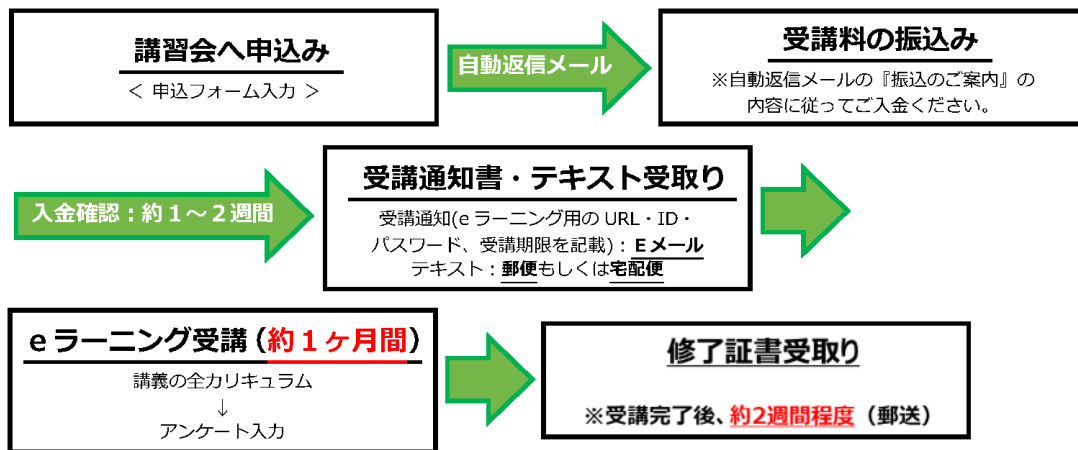 講習会へ申込み
＜ 申込フォーム入力 ＞
自動返信メール
受講料の振込み
※自動返信メールの『振込のご案内』の
内容に従ってご入金ください。
入金確認：約１～２週間
受講通知書・テキスト受取り
受講通知(e ラーニング用の URL・ID・
パスワード、受講期限を記載)：Ｅメール
テキスト：郵便もしくは宅配便
e ラーニング受講（約１ヶ月間）
講義の全カリキュラム
↓
アンケート入力
修了証書受取り
※受講完了後、約2週間程度（郵送）